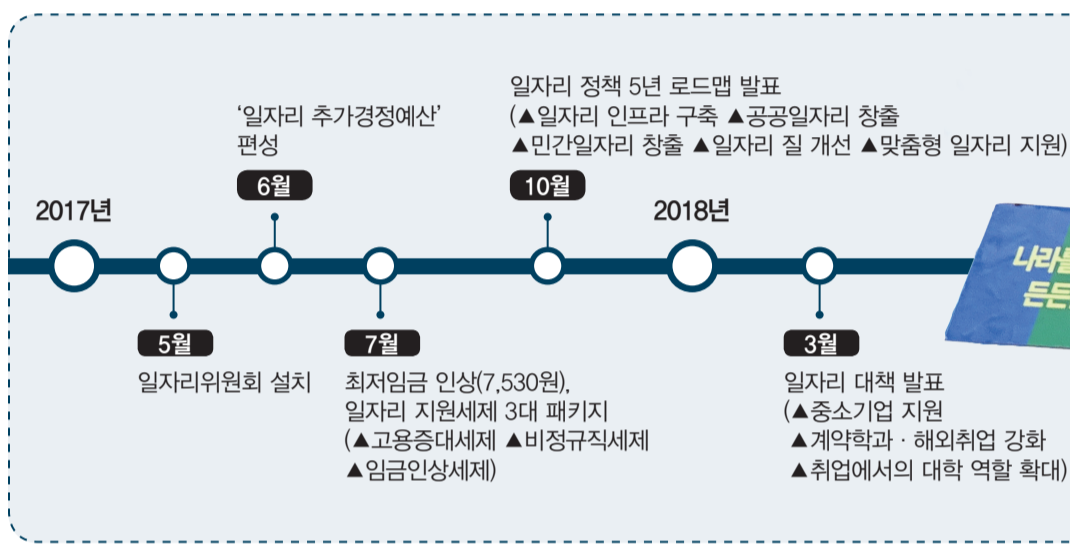 2017년
5월
일자리위원회 설치
‘일자리 추가경정예산’
편성
6월
7월
최저임금 인상(7,530원),
일자리 지원세제 3대 패키지
(▲고용증대세제 ▲비정규직세제
▲임금인상세제)
일자리 정책 5년 로드맵 발표
(▲일자리 인프라 구축 ▲공공일자리 창출
▲민간일자리 창출 ▲일자리 질 개선 ▲맞춤형 일자리 지원)
10월
2018년
3월
일자리 대책 발표
(▲중소기업 지원
▲계약학과 · 해외취업 강화
▲취업에서의 대학 역할 확대)